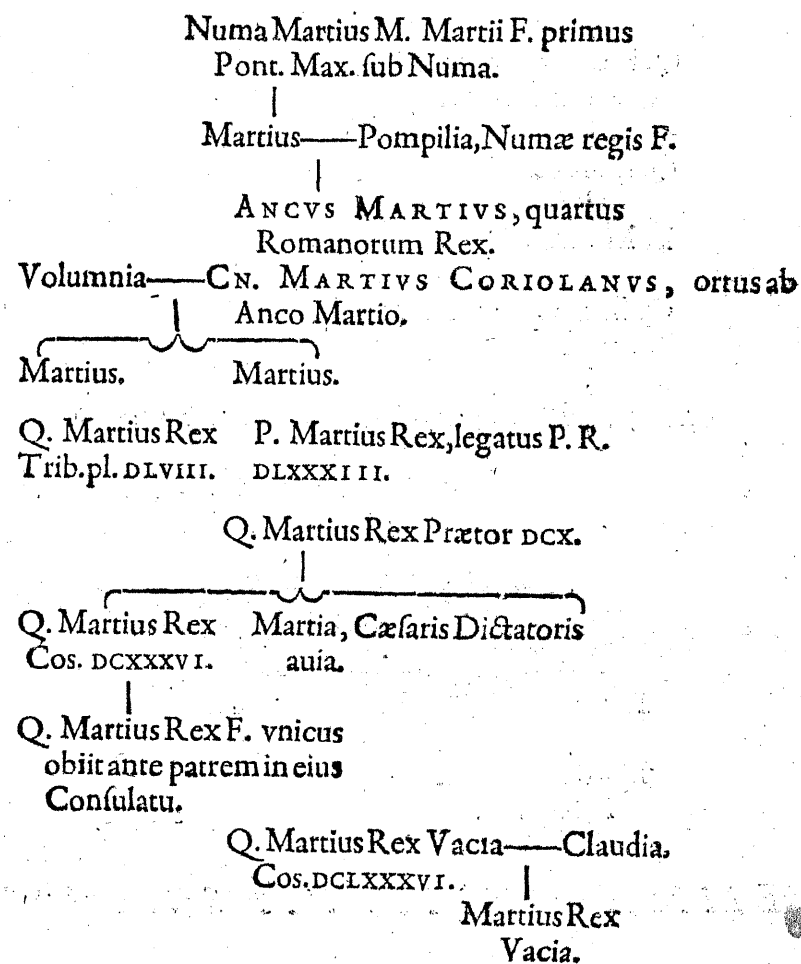 Numa Martius M. Martii F. primus
Pont. Max. ſub Numa.
Martius—Pompilia, Numæ regis F.
ANCVS MARTIVS, quartus
Romanorum Rex.
Volumnia—CN. MARTIVS CORIOLANVS, ortus ab
Anco Martio.
Martius. Martius.
Q. Martius Rex P. Martius Rex, legatus P. R.
Trib. pl. DLVIII. DLXXXIII.
Q. Martius Rex Prætor DCX.
Q. Martius Rex Martia, Cæſaris Dictatoris
Cos. DCXXXVI. auia.
Q. Martius Rex F. vnicus
obiit ante patrem in eius
Conſulatu.
Q. Martius Rex Vacia—Claudia,
Cos. DCLXXXVI.
Martius Rex
Vacia.